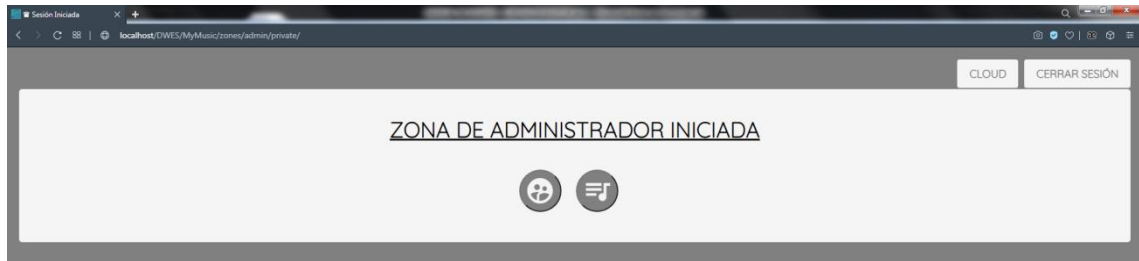 Sesión Iniciada
localhost/DWES/MyMusic/zones/admin/private/
CLOUD
CERRAR SESIÓN
ZONA DE ADMINISTRADOR INICIADA